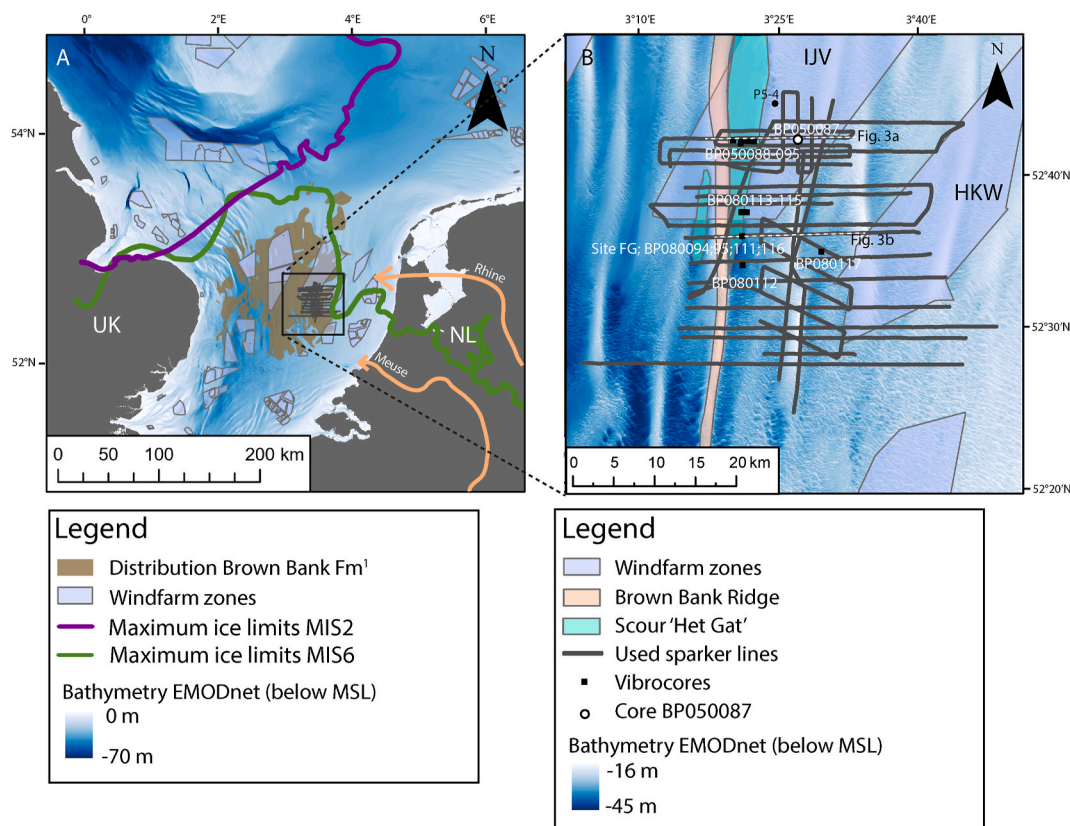 0° 2°E 4°E 6°E
A
N
54°N
52°N
UK
NL
Rhine
Meuse
0 50 100 200 km
3°10'E 3°25'E 3°40'E
B
IJV
N
P5-4
BP050087
Fig. 3a
BP050088-095
52°40'N
HKW
BP080113-115
Fig. 3b
Site FG; BP080094;95;111;116
BP080117
BP080112
52°30'N
52°20'N
0 5 10 20 km
Legend
Distribution Brown Bank Fm¹
Windfarm zones
Maximum ice limits MIS2
Maximum ice limits MIS6
Bathymetry EMODnet (below MSL)
0 m
-70 m
Legend
Windfarm zones
Brown Bank Ridge
Scour 'Het Gat'
Used sparker lines
Vibrocores
Core BP050087
Bathymetry EMODnet (below MSL)
-16 m
-45 m